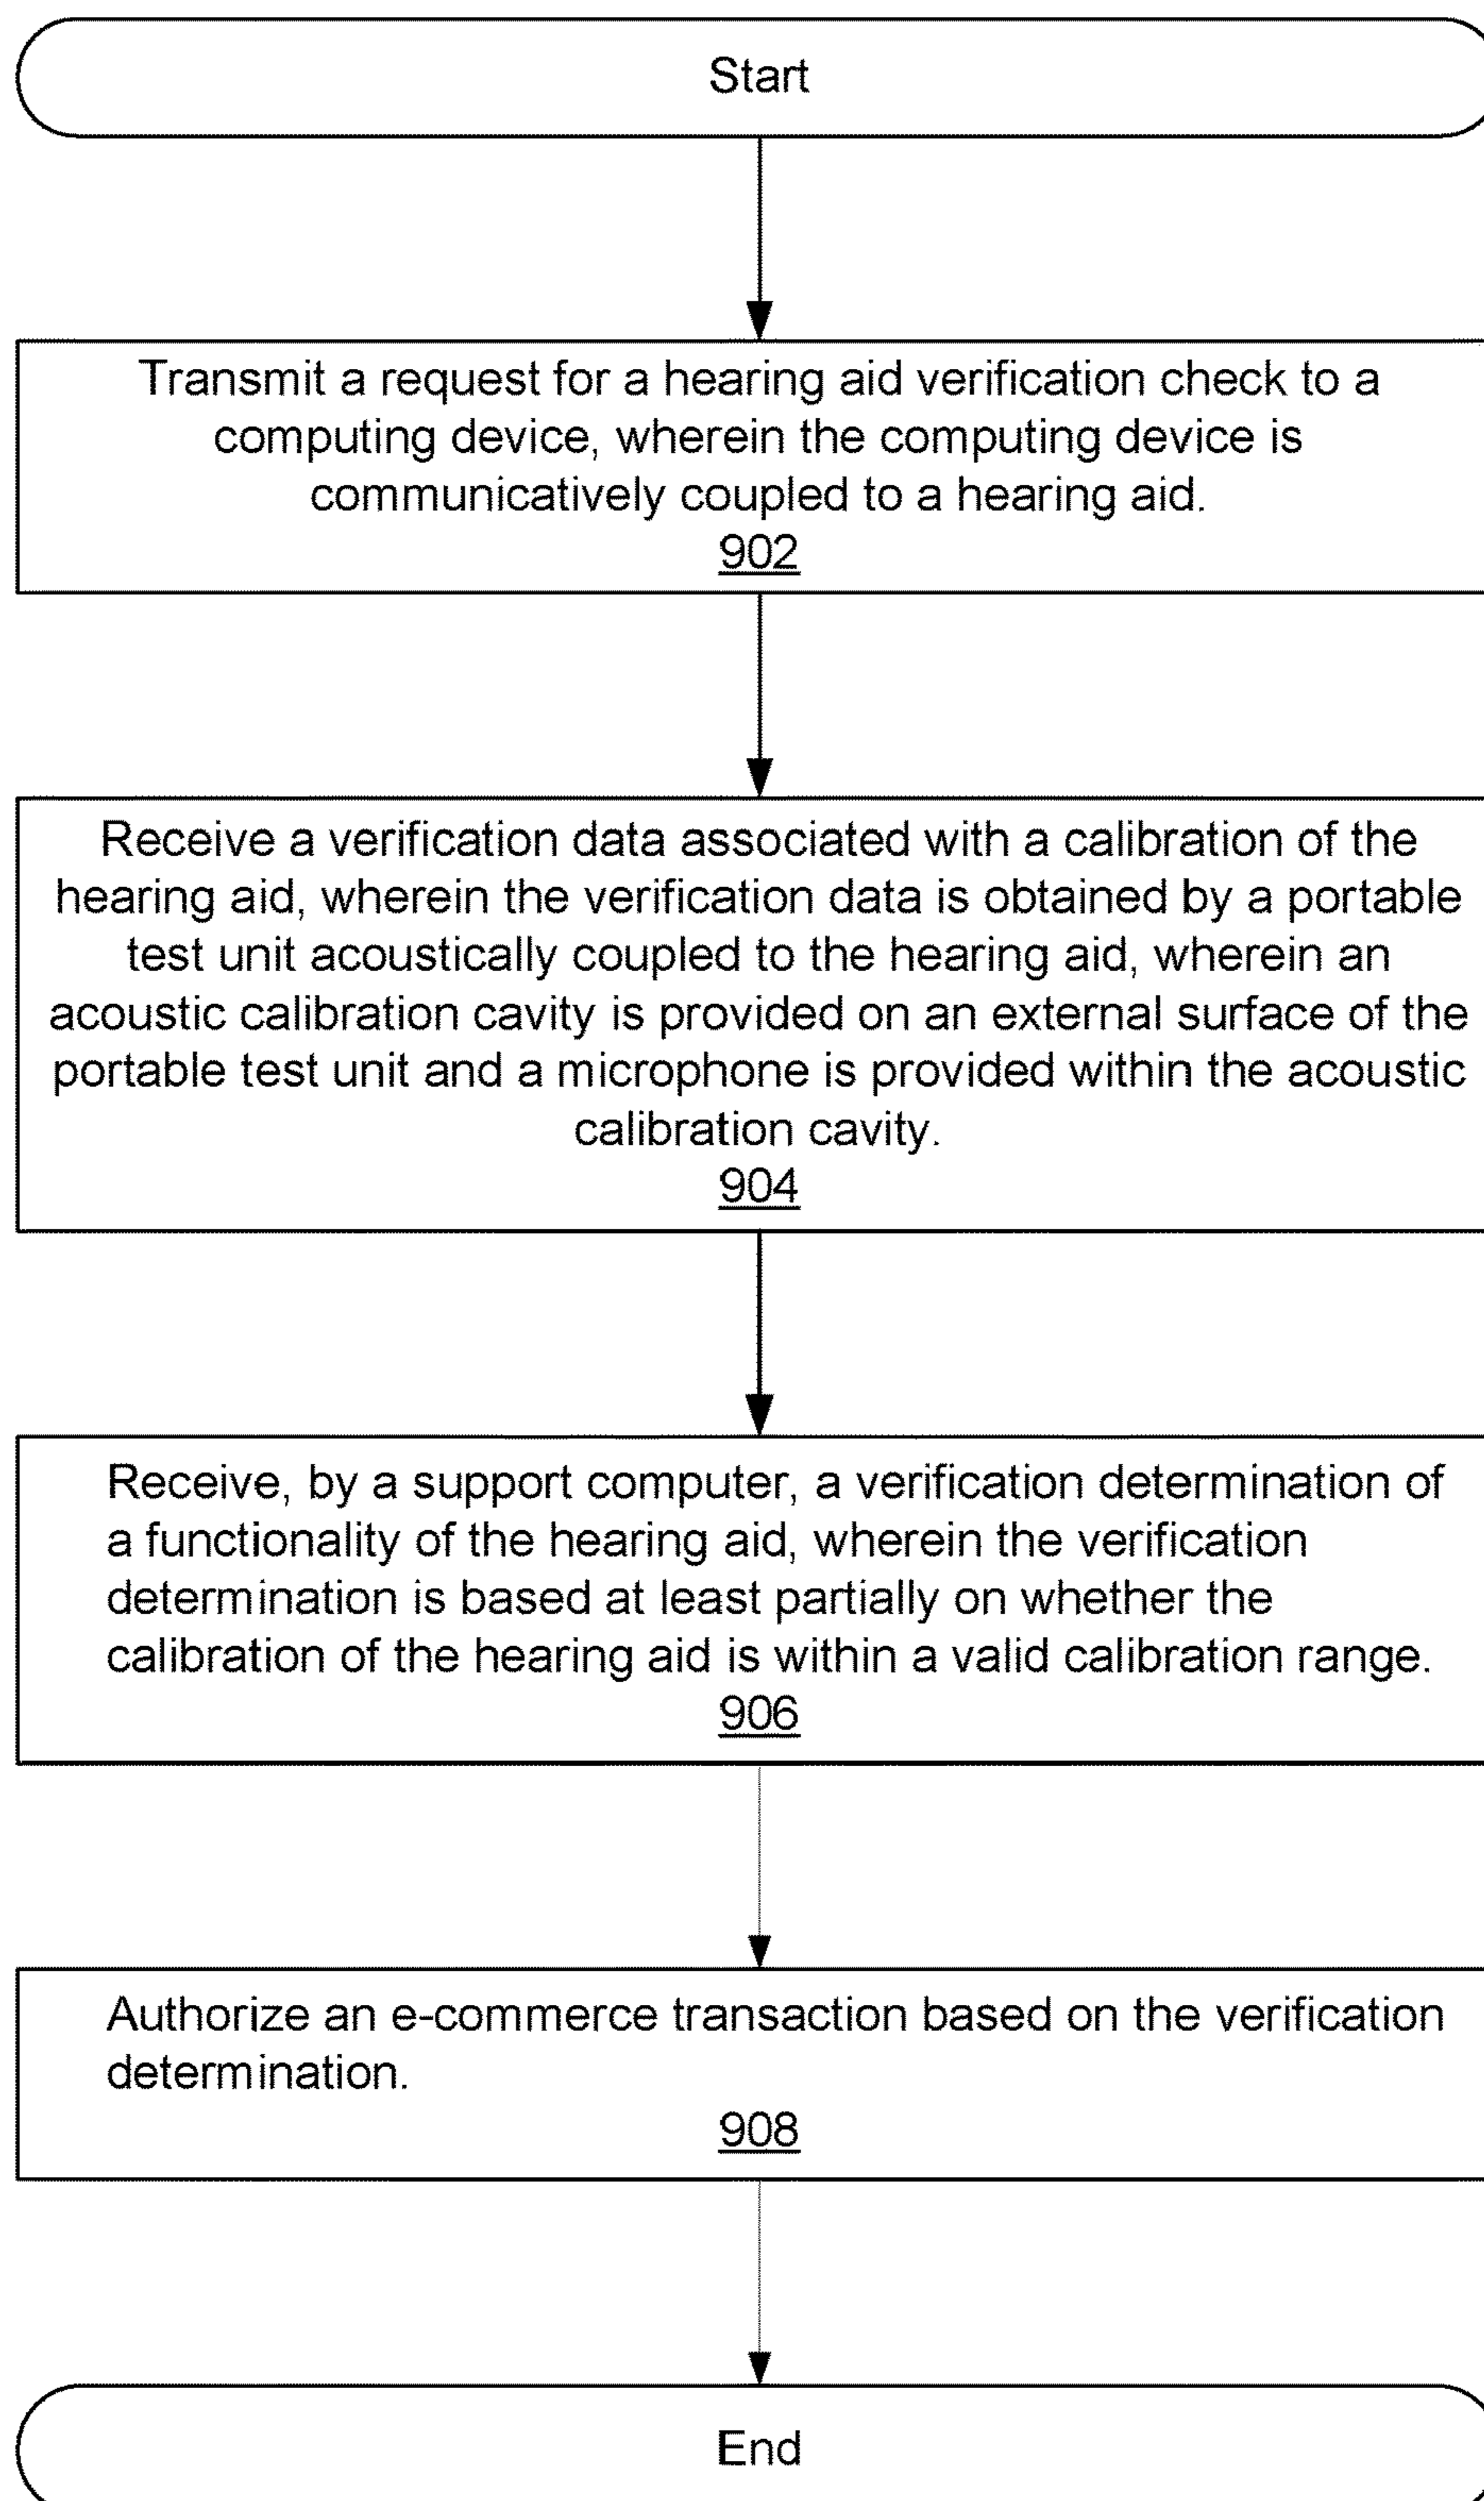 Start
Transmit a request for a hearing aid verification check to a
computing device, wherein the computing device is
communicatively coupled to a hearing aid.
902
Receive a verification data associated with a calibration of the
hearing aid, wherein the verification data is obtained by a portable
test unit acoustically coupled to the hearing aid, wherein an
acoustic calibration cavity is provided on an external surface of the
portable test unit and a microphone is provided within the acoustic
calibration cavity.
904
Receive, by a support computer, a verification determination of
a functionality of the hearing aid, wherein the verification
determination is based at least partially on whether the
calibration of the hearing aid is within a valid calibration range.
906
Authorize an e-commerce transaction based on the verification
determination.
908
End